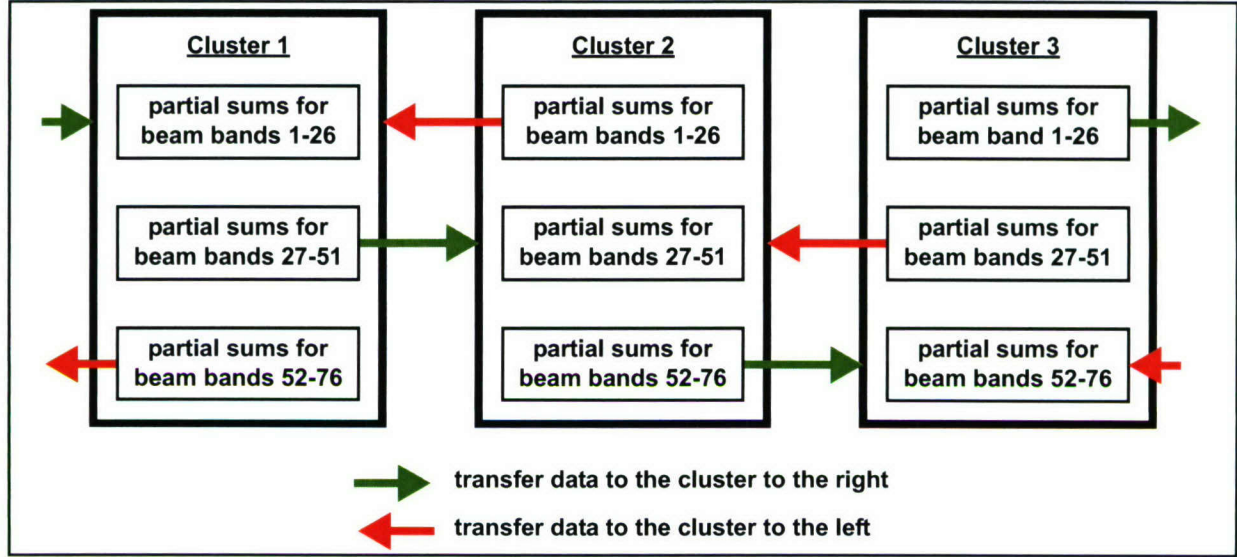 Cluster 1
partial sums for
beam bands 1-26
partial sums for
beam bands 27-51
partial sums for
beam bands 52-76
Cluster 2
partial sums for
beam bands 1-26
partial sums for
beam bands 27-51
partial sums for
beam bands 52-76
Cluster 3
partial sums for
beam band 1-26
partial sums for
beam bands 27-51
partial sums for
beam bands 52-76
transfer data to the cluster to the right
transfer data to the cluster to the left